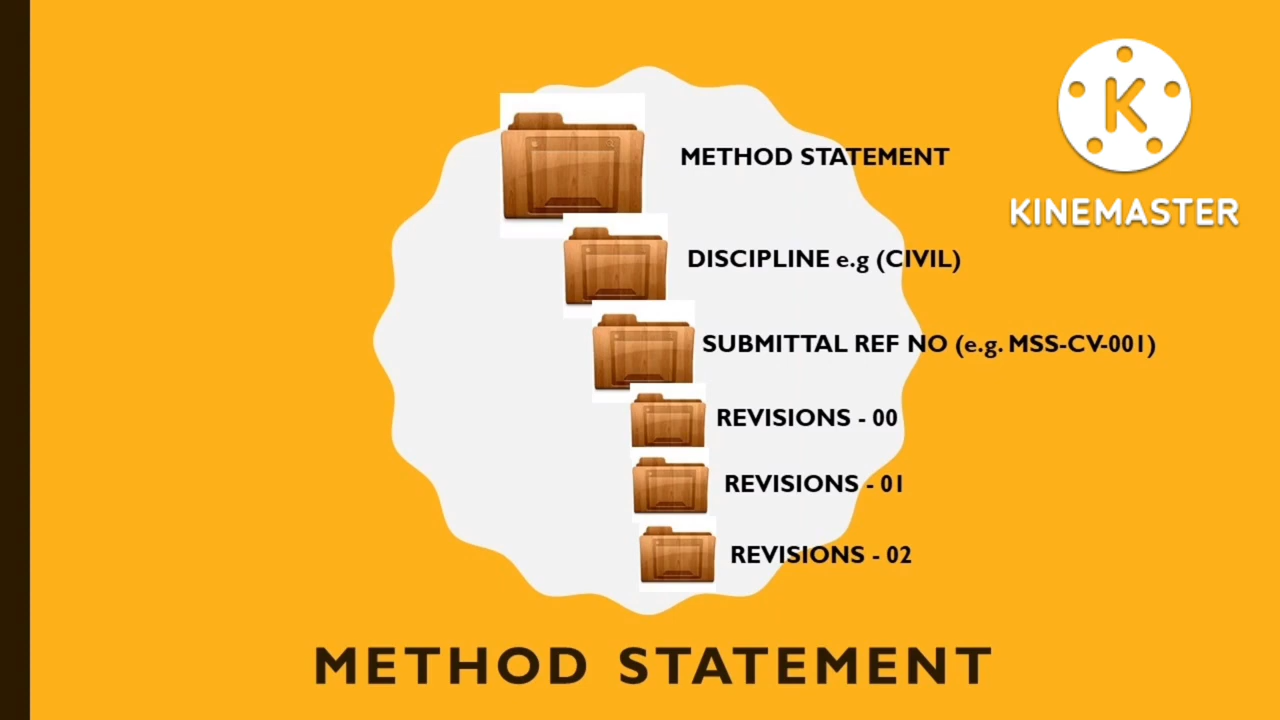 K
KINEMASTER
METHOD STATEMENT
DISCIPLINE e.g (CIVIL)
SUBMITTAL REF NO (e.g. MSS-CV-001)
REVISIONS - 00
REVISIONS - 01
REVISIONS - 02
METHOD STATEMENT